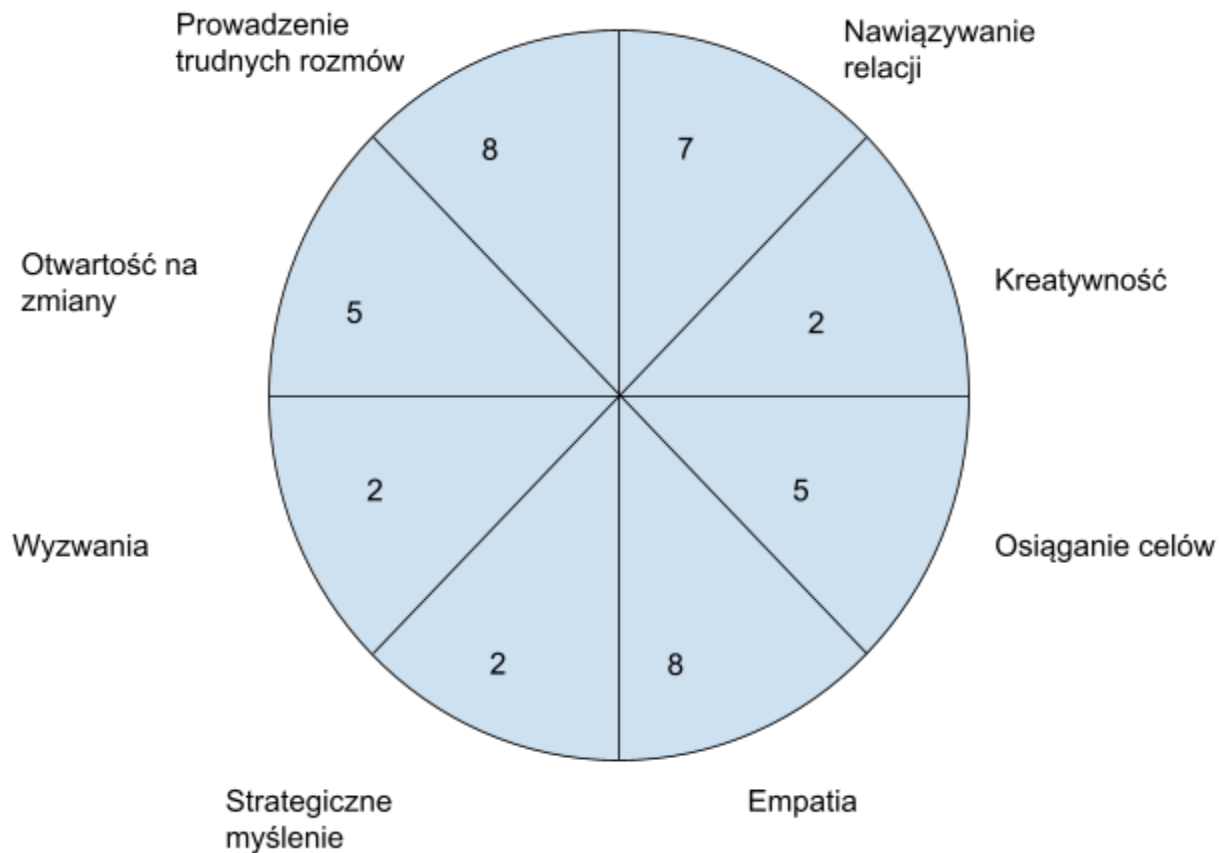 Prowadzenie
trudnych rozmów
Nawiązywanie
relacji
8
7
Otwartość na
zmiany
Kreatywność
5
2
2
5
Wyzwania
Osiąganie celów
2
8
Strategiczne
myślenie
Empatia